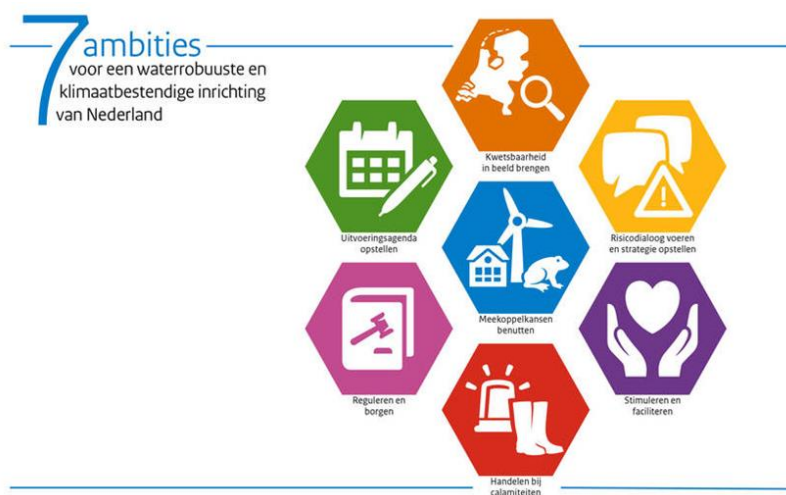 7 ambities
voor een waterrobuuste en
klimaatbestendige inrichting
van Nederland
Kwetsbaarheid
in beeld brengen
Uitvoeringsagenda
opstellen
Risicodialoog voeren
en strategie opstellen
Meekoppelkansen
benutten
Reguleren en
borgen
Stimuleren en
faciliteren
Handelen bij
calamiteiten